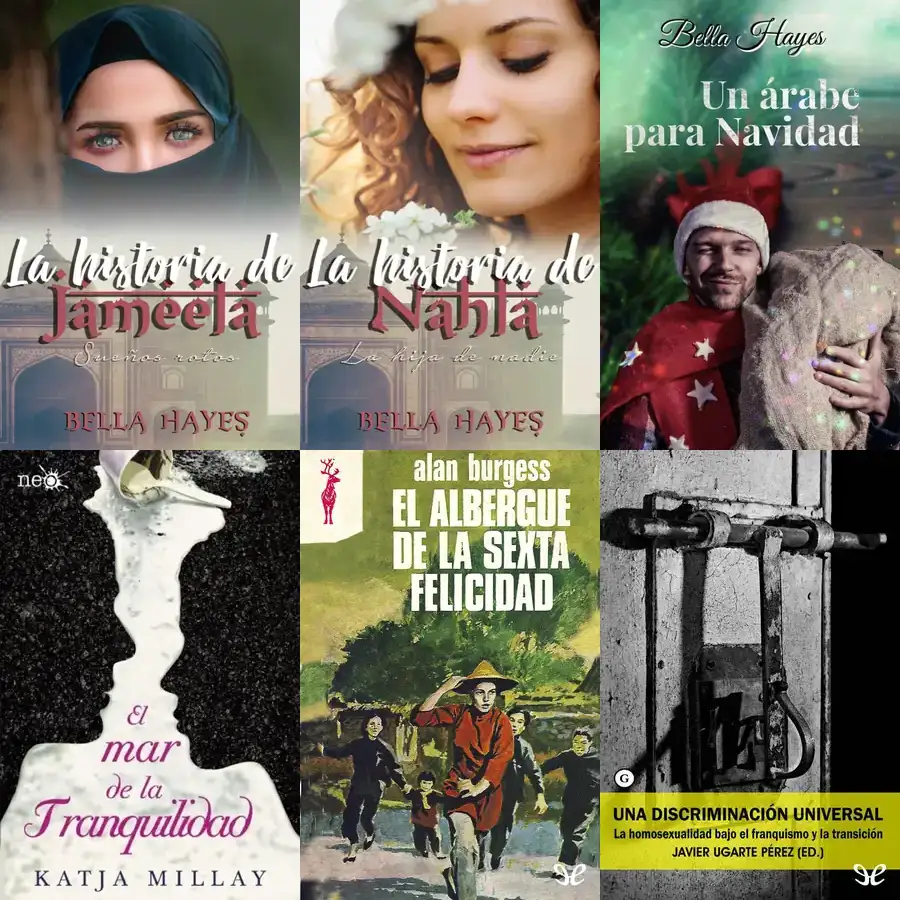 La historia de
Jameela
Sueños rotos
BELLA HAYES
La historia de
Nahla
La hija de nadie
BELLA HAYES
Bella Hayes
Un árabe
para Navidad
neo
El
mar
de la
Tranquilidad
KATJA MILLAY
alan burgess
EL ALBERGUE
DE LA SEXTA
FELICIDAD
G
UNA DISCRIMINACIÓN UNIVERSAL
La homosexualidad bajo el franquismo y la transición
JAVIER UGARTE PÉREZ (ED.)